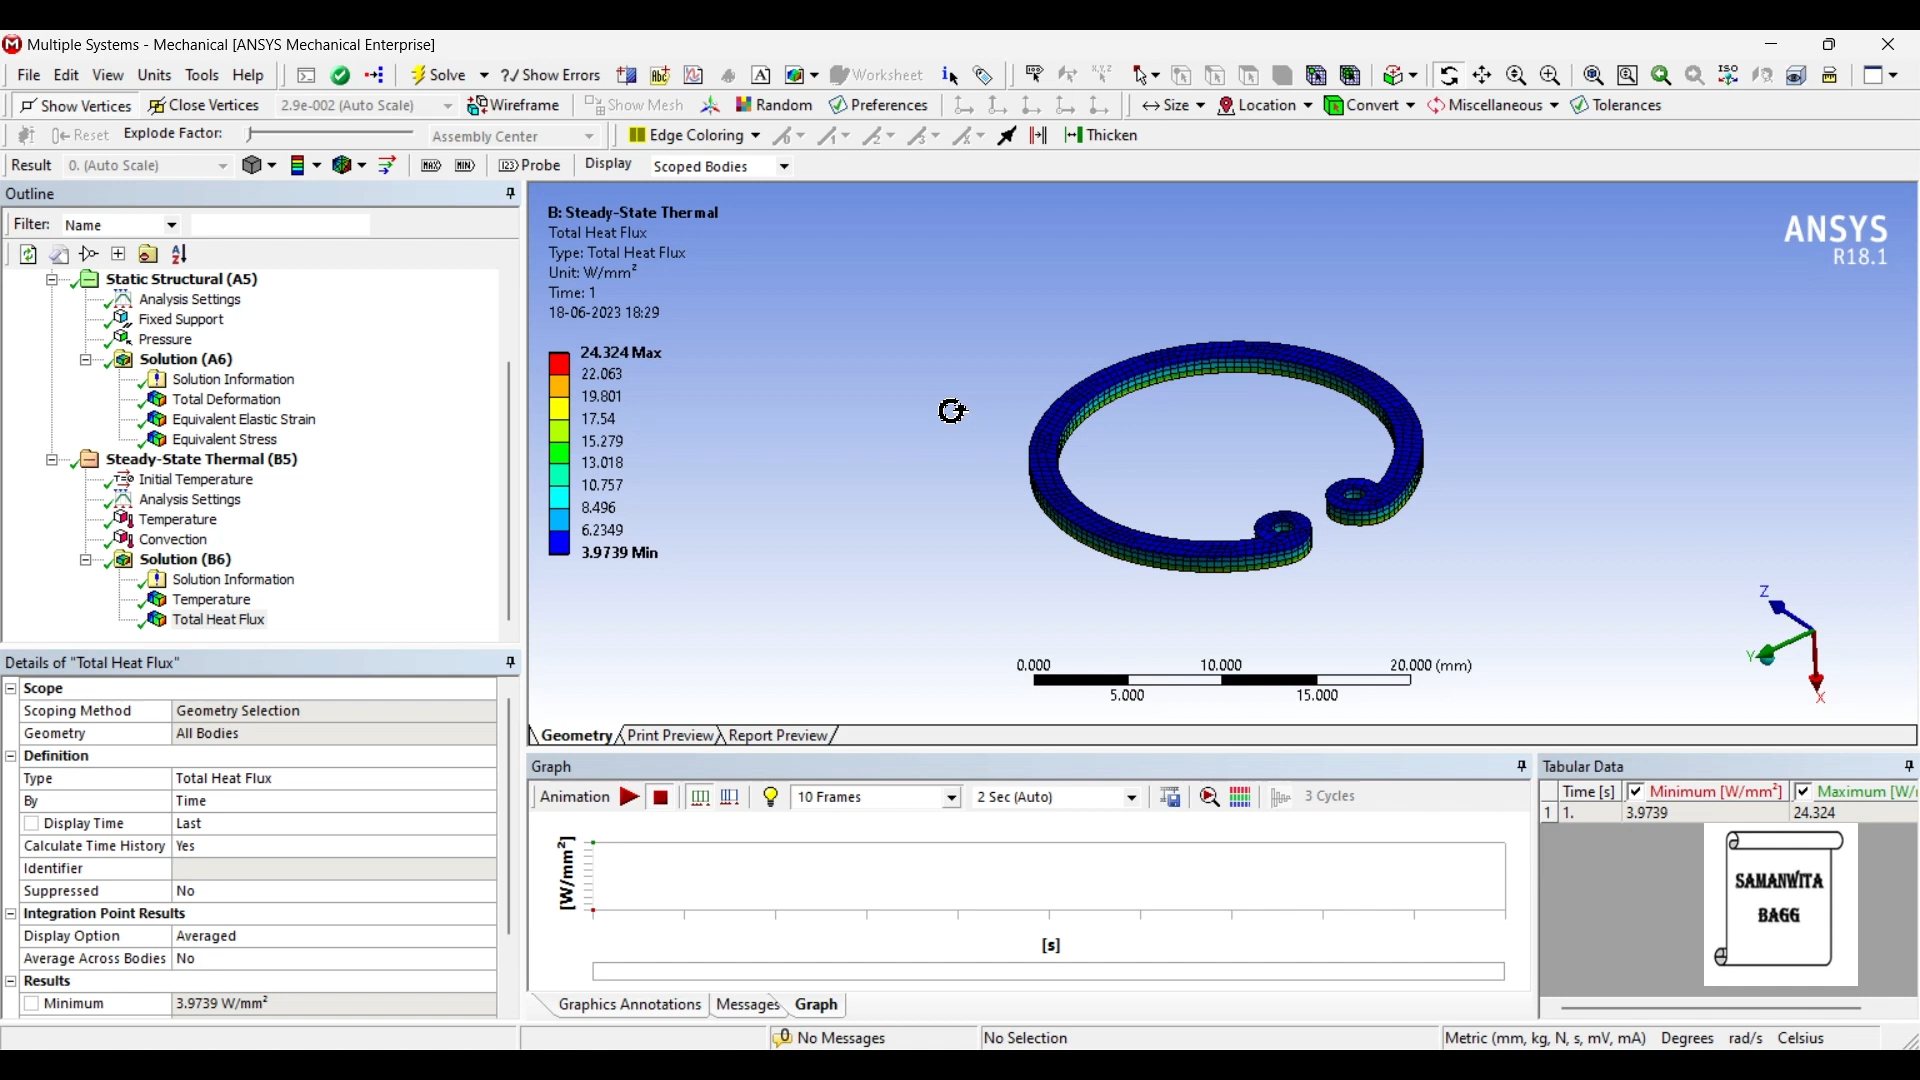 Multiple Systems - Mechanical [ANSYS Mechanical Enterprise]
File Edit View Units Tools Help Solve ?/ Show Errors Worksheet
Show Vertices Close Vertices 2.9e-002 (Auto Scale) Wireframe Show Mesh Random Preferences Size Location Convert Miscellaneous Tolerances
Reset Explode Factor: Assembly Center Edge Coloring Thicken
Result 0. (Auto Scale) MAX MIN Probe Display Scoped Bodies
Outline
Filter: Name
Static Structural (A5)
Analysis Settings
Fixed Support
Pressure
Solution (A6)
Solution Information
Total Deformation
Equivalent Elastic Strain
Equivalent Stress
Steady-State Thermal (B5)
Initial Temperature
Analysis Settings
Temperature
Convection
Solution (B6)
Solution Information
Temperature
Total Heat Flux
Details of "Total Heat Flux"
Scope
Scoping Method Geometry Selection
Geometry All Bodies
Definition
Type Total Heat Flux
By Time
Display Time Last
Calculate Time History Yes
Identifier
Suppressed No
Integration Point Results
Display Option Averaged
Average Across Bodies No
Results
Minimum 3.9739 W/mm²
B: Steady-State Thermal
Total Heat Flux
Type: Total Heat Flux
Unit: W/mm²
Time: 1
18-06-2023 18:29
24.324 Max
22.063
19.801
17.54
15.279
13.018
10.757
8.496
6.2349
3.9739 Min
ANSYS
R18.1
Z
Y
X
0.000 10.000 20.000 (mm)
5.000 15.000
Geometry Print Preview Report Preview
Graph
Animation 10 Frames 2 Sec (Auto) 3 Cycles
[W/mm²]
[s]
Graphics Annotations Messages Graph
Tabular Data
Time [s] Minimum [W/mm²] Maximum [W/
1 1. 3.9739 24.324
SAMANWITA
BAGG
No Messages No Selection Metric (mm, kg, N, s, mV, mA) Degrees rad/s Celsius